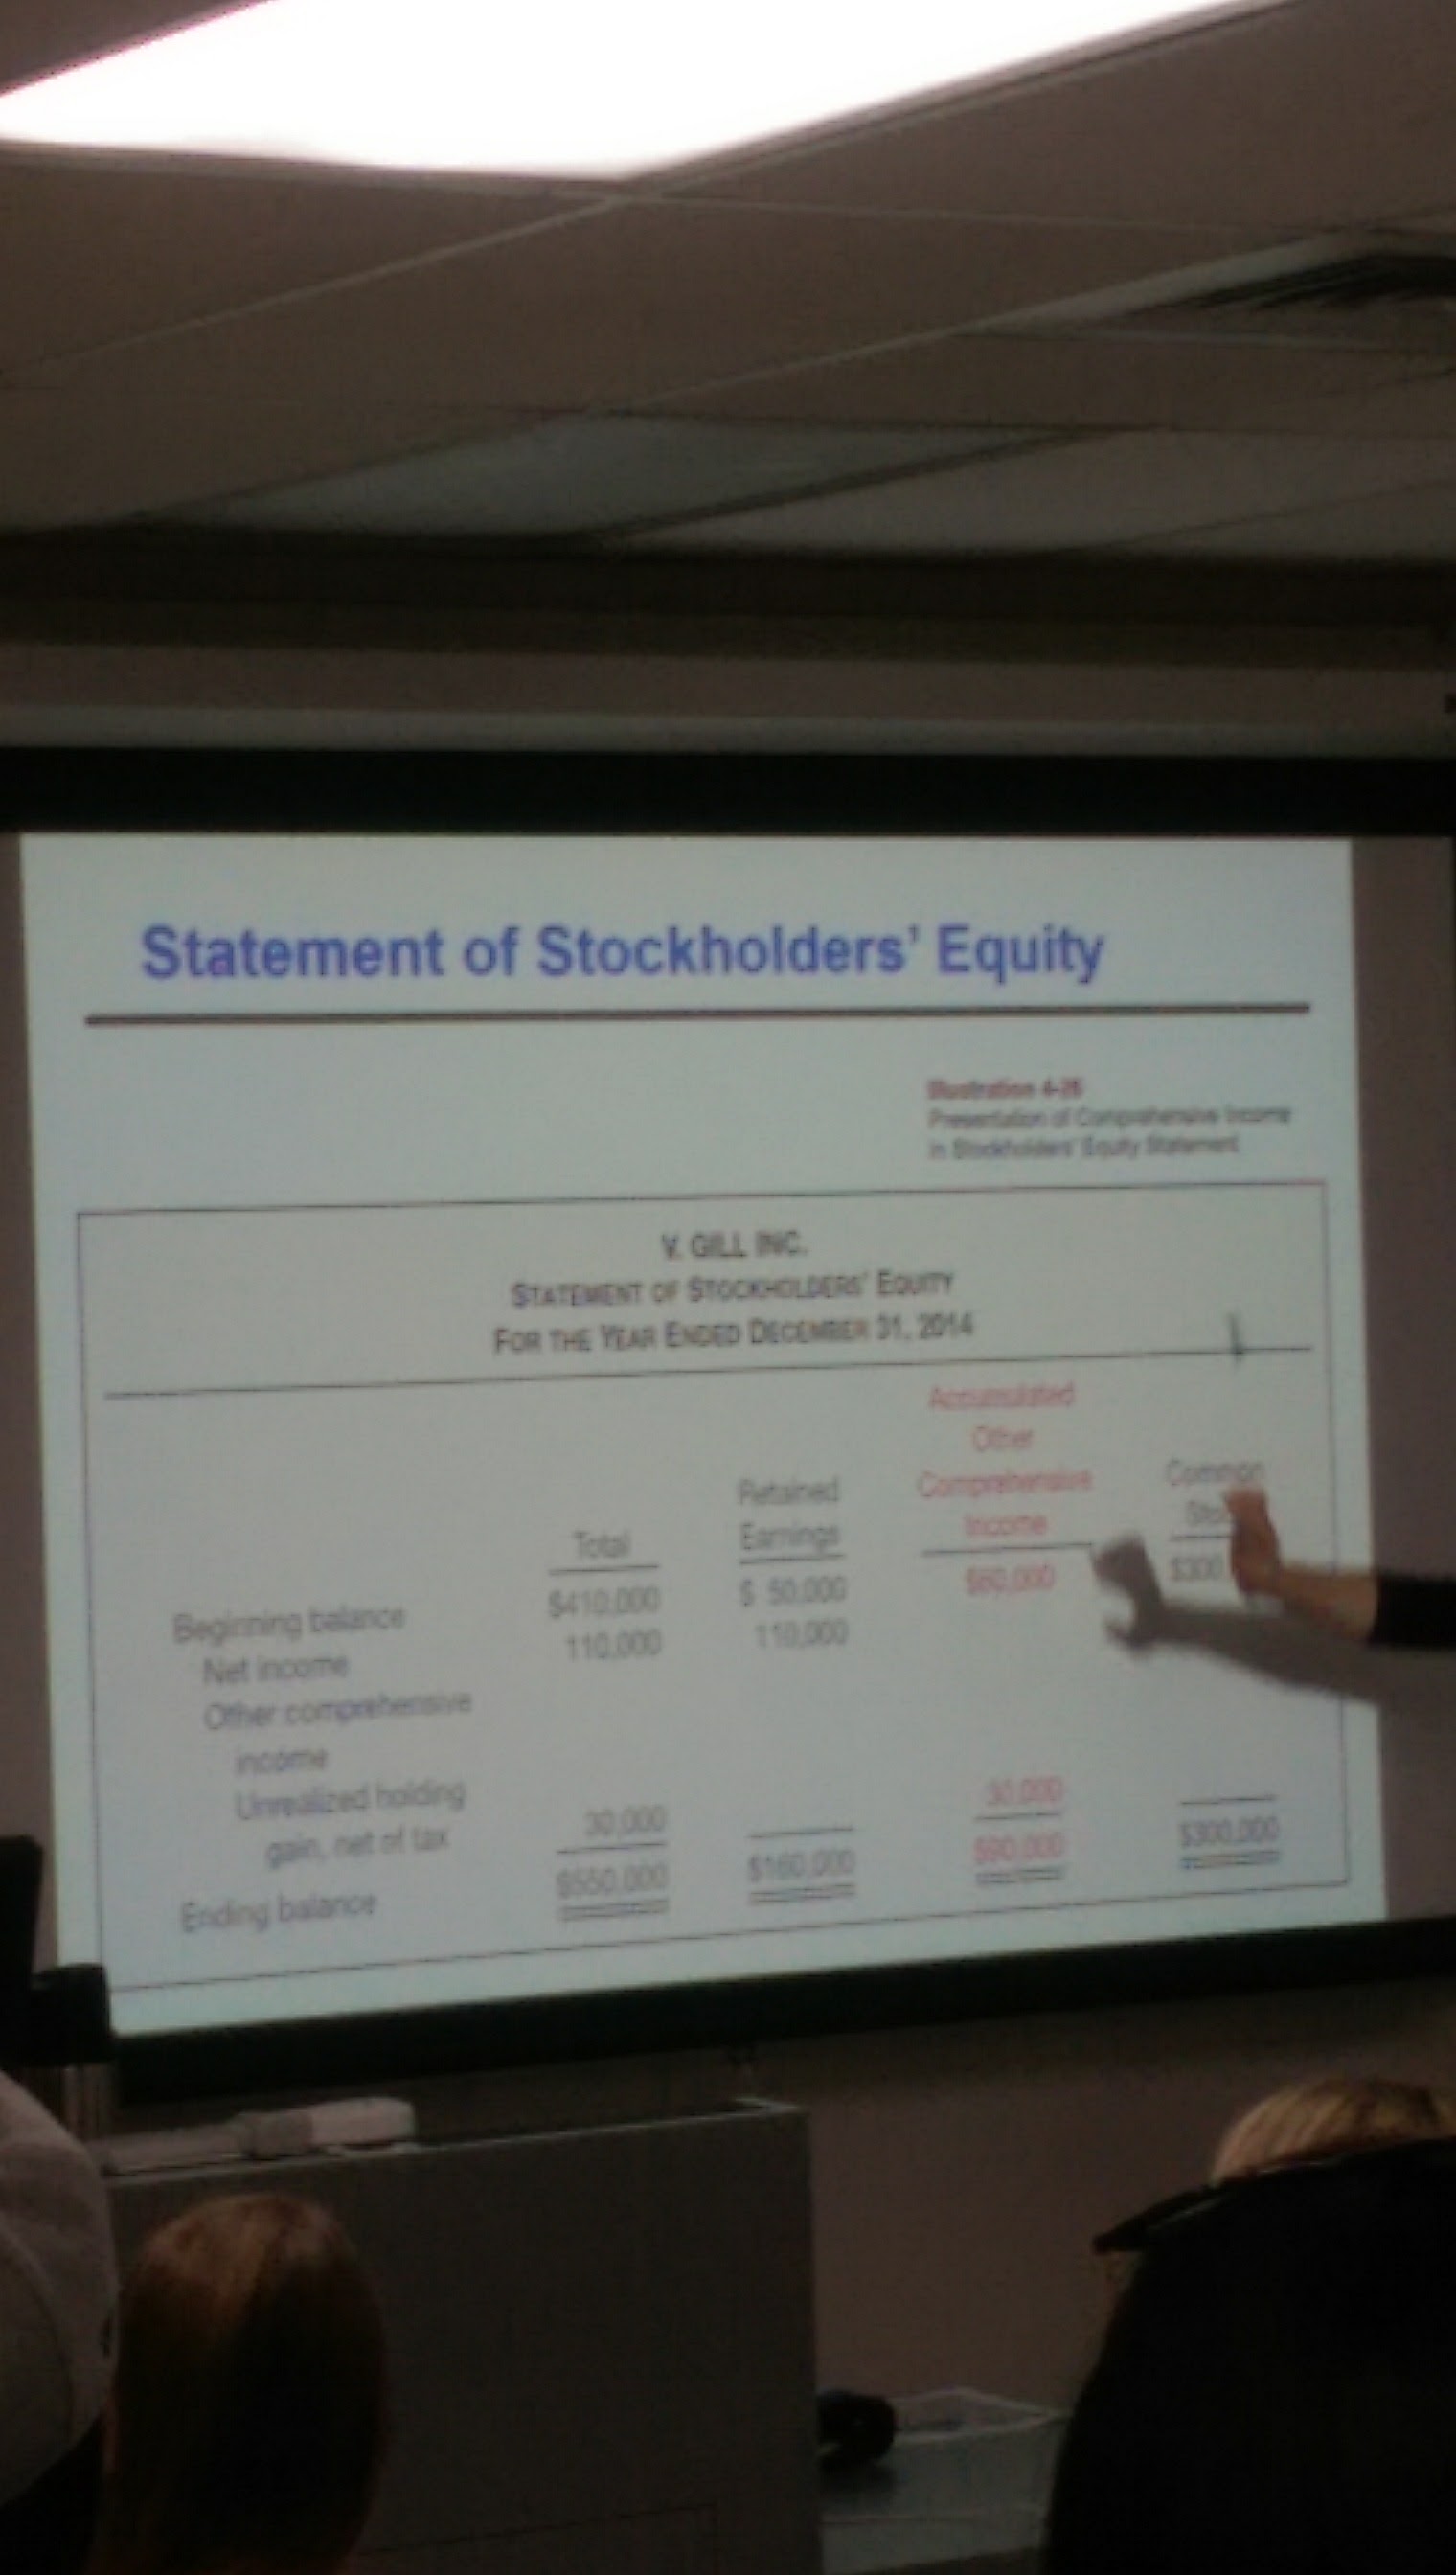 Statement of Stockholders' Equity
Illustration 4-26
Presentation of Comprehensive Income
in Stockholders' Equity Statement
V. GILL INC.
STATEMENT OF STOCKHOLDERS' EQUITY
FOR THE YEAR ENDED DECEMBER 31, 2014
Accumulated
Other
Retained Comprehensive Common
Total Earnings Income
Beginning balance $410,000 $ 50,000 $60,000 $300
Net income 110,000 110,000
Other comprehensive
income
Unrealized holding
gain, net of tax 30,000 30,000
Ending balance $550,000 $160,000 $90,000 $300,000